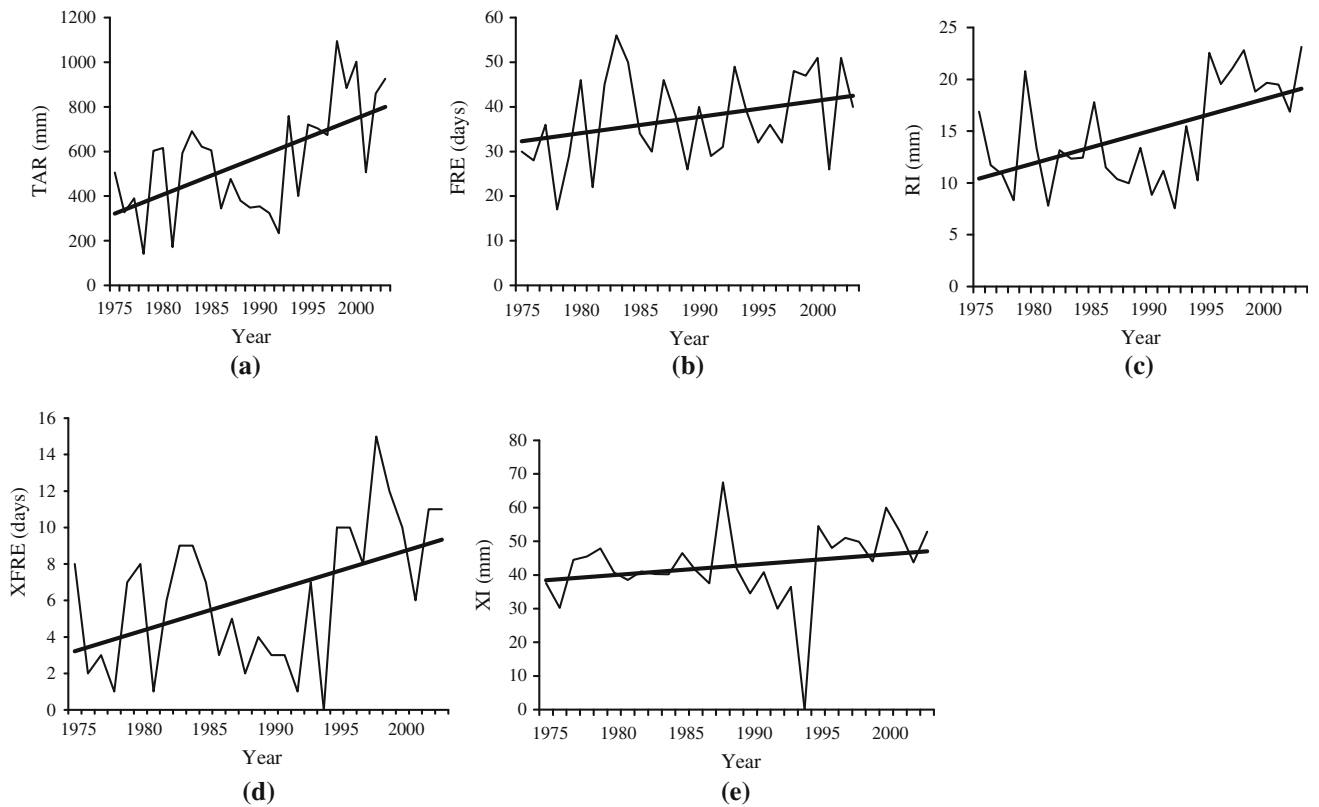 TAR (mm)
1200
1000
800
600
400
200
0
1975 1980 1985 1990 1995 2000
Year
(a)
FRE (days)
60
50
40
30
20
10
0
1975 1980 1985 1990 1995 2000
Year
(b)
RI (mm)
25
20
15
10
5
0
1975 1980 1985 1990 1995 2000
Year
(c)
XFRE (days)
16
14
12
10
8
6
4
2
0
1975 1980 1985 1990 1995 2000
Year
(d)
XI (mm)
80
70
60
50
40
30
20
10
0
1975 1980 1985 1990 1995 2000
Year
(e)